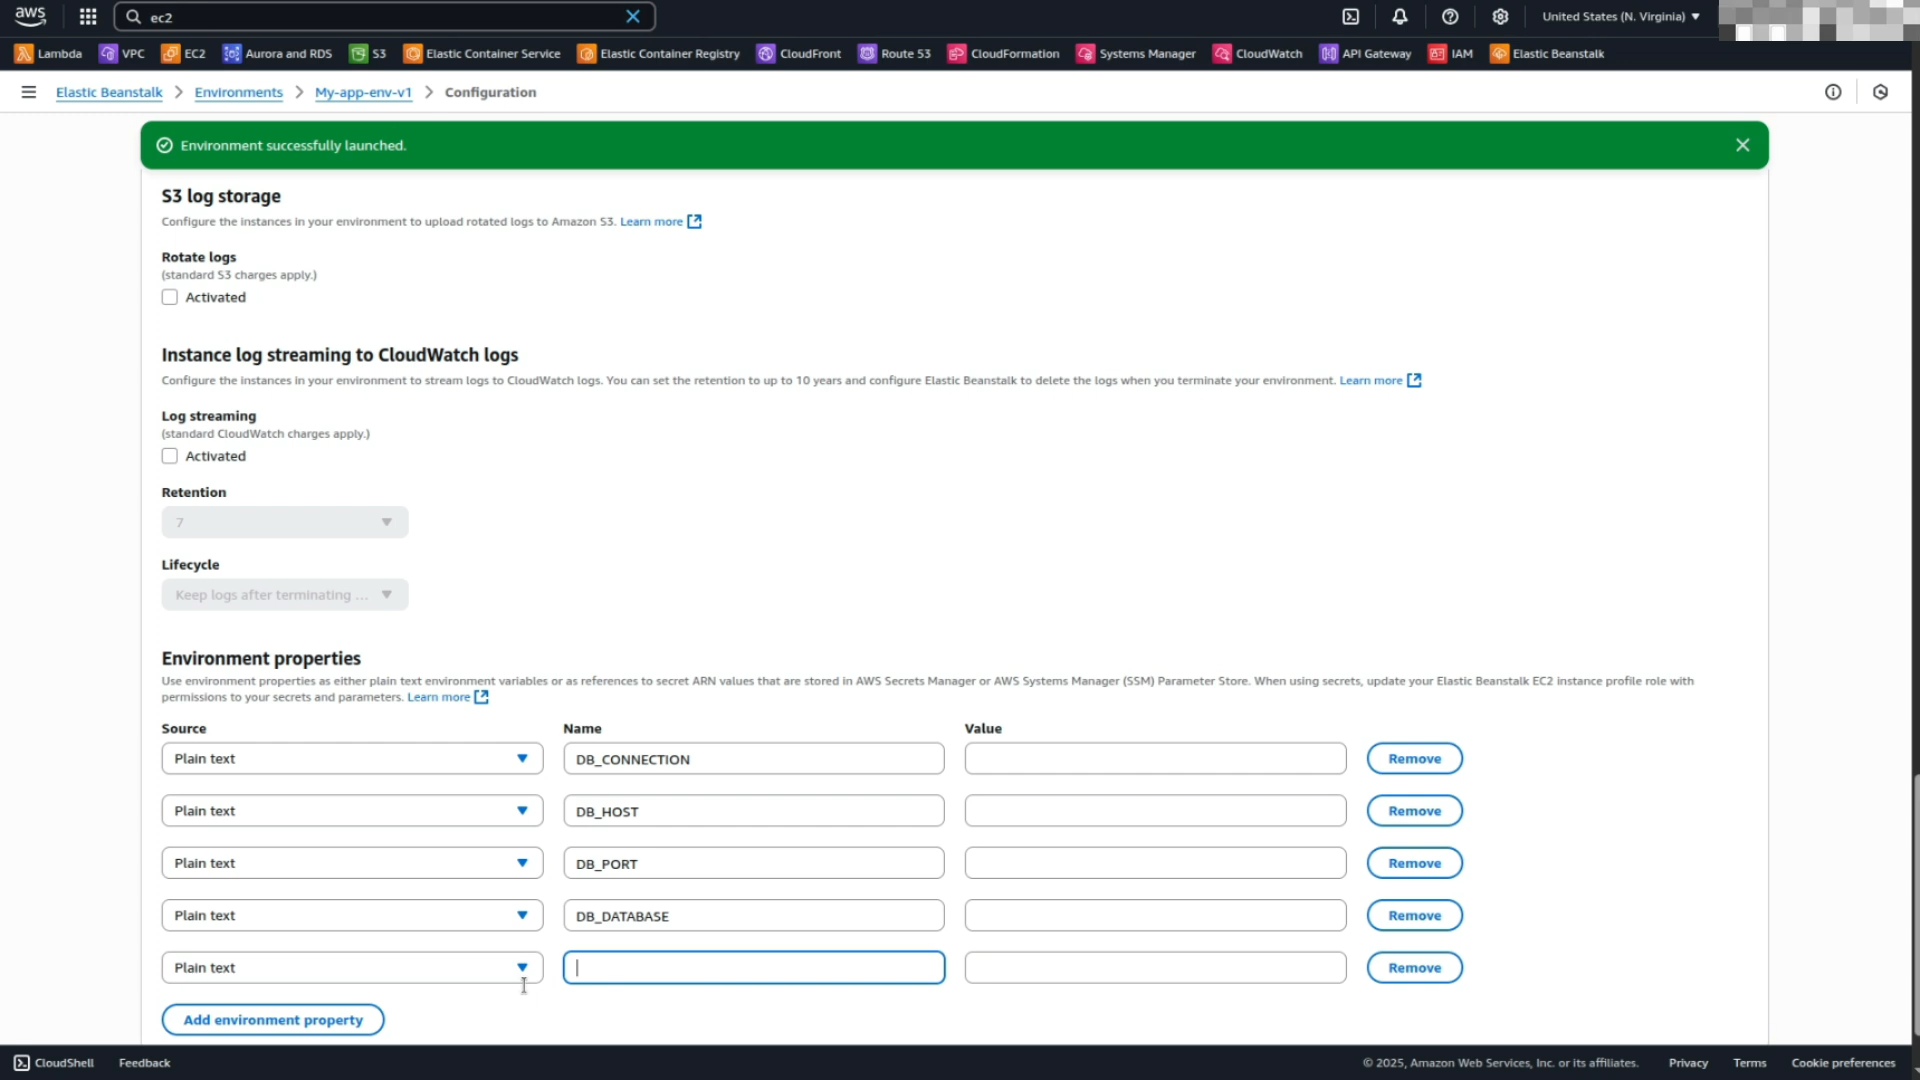 aws
ec2
United States (N. Virginia)
Lambda VPC EC2 Aurora and RDS S3 Elastic Container Service Elastic Container Registry CloudFront Route 53 CloudFormation Systems Manager CloudWatch API Gateway IAM Elastic Beanstalk
Elastic Beanstalk > Environments > My-app-env-v1 > Configuration
Environment successfully launched.
S3 log storage
Configure the instances in your environment to upload rotated logs to Amazon S3. Learn more
Rotate logs
(standard S3 charges apply.)
Activated
Instance log streaming to CloudWatch logs
Configure the instances in your environment to stream logs to CloudWatch logs. You can set the retention to up to 10 years and configure Elastic Beanstalk to delete the logs when you terminate your environment. Learn more
Log streaming
(standard CloudWatch charges apply.)
Activated
Retention
7
Lifecycle
Keep logs after terminating ...
Environment properties
Use environment properties as either plain text environment variables or as references to secret ARN values that are stored in AWS Secrets Manager or AWS Systems Manager (SSM) Parameter Store. When using secrets, update your Elastic Beanstalk EC2 instance profile role with
permissions to your secrets and parameters. Learn more
Source Name Value
Plain text DB_CONNECTION Remove
Plain text DB_HOST Remove
Plain text DB_PORT Remove
Plain text DB_DATABASE Remove
Plain text Remove
Add environment property
CloudShell Feedback © 2025, Amazon Web Services, Inc. or its affiliates. Privacy Terms Cookie preferences